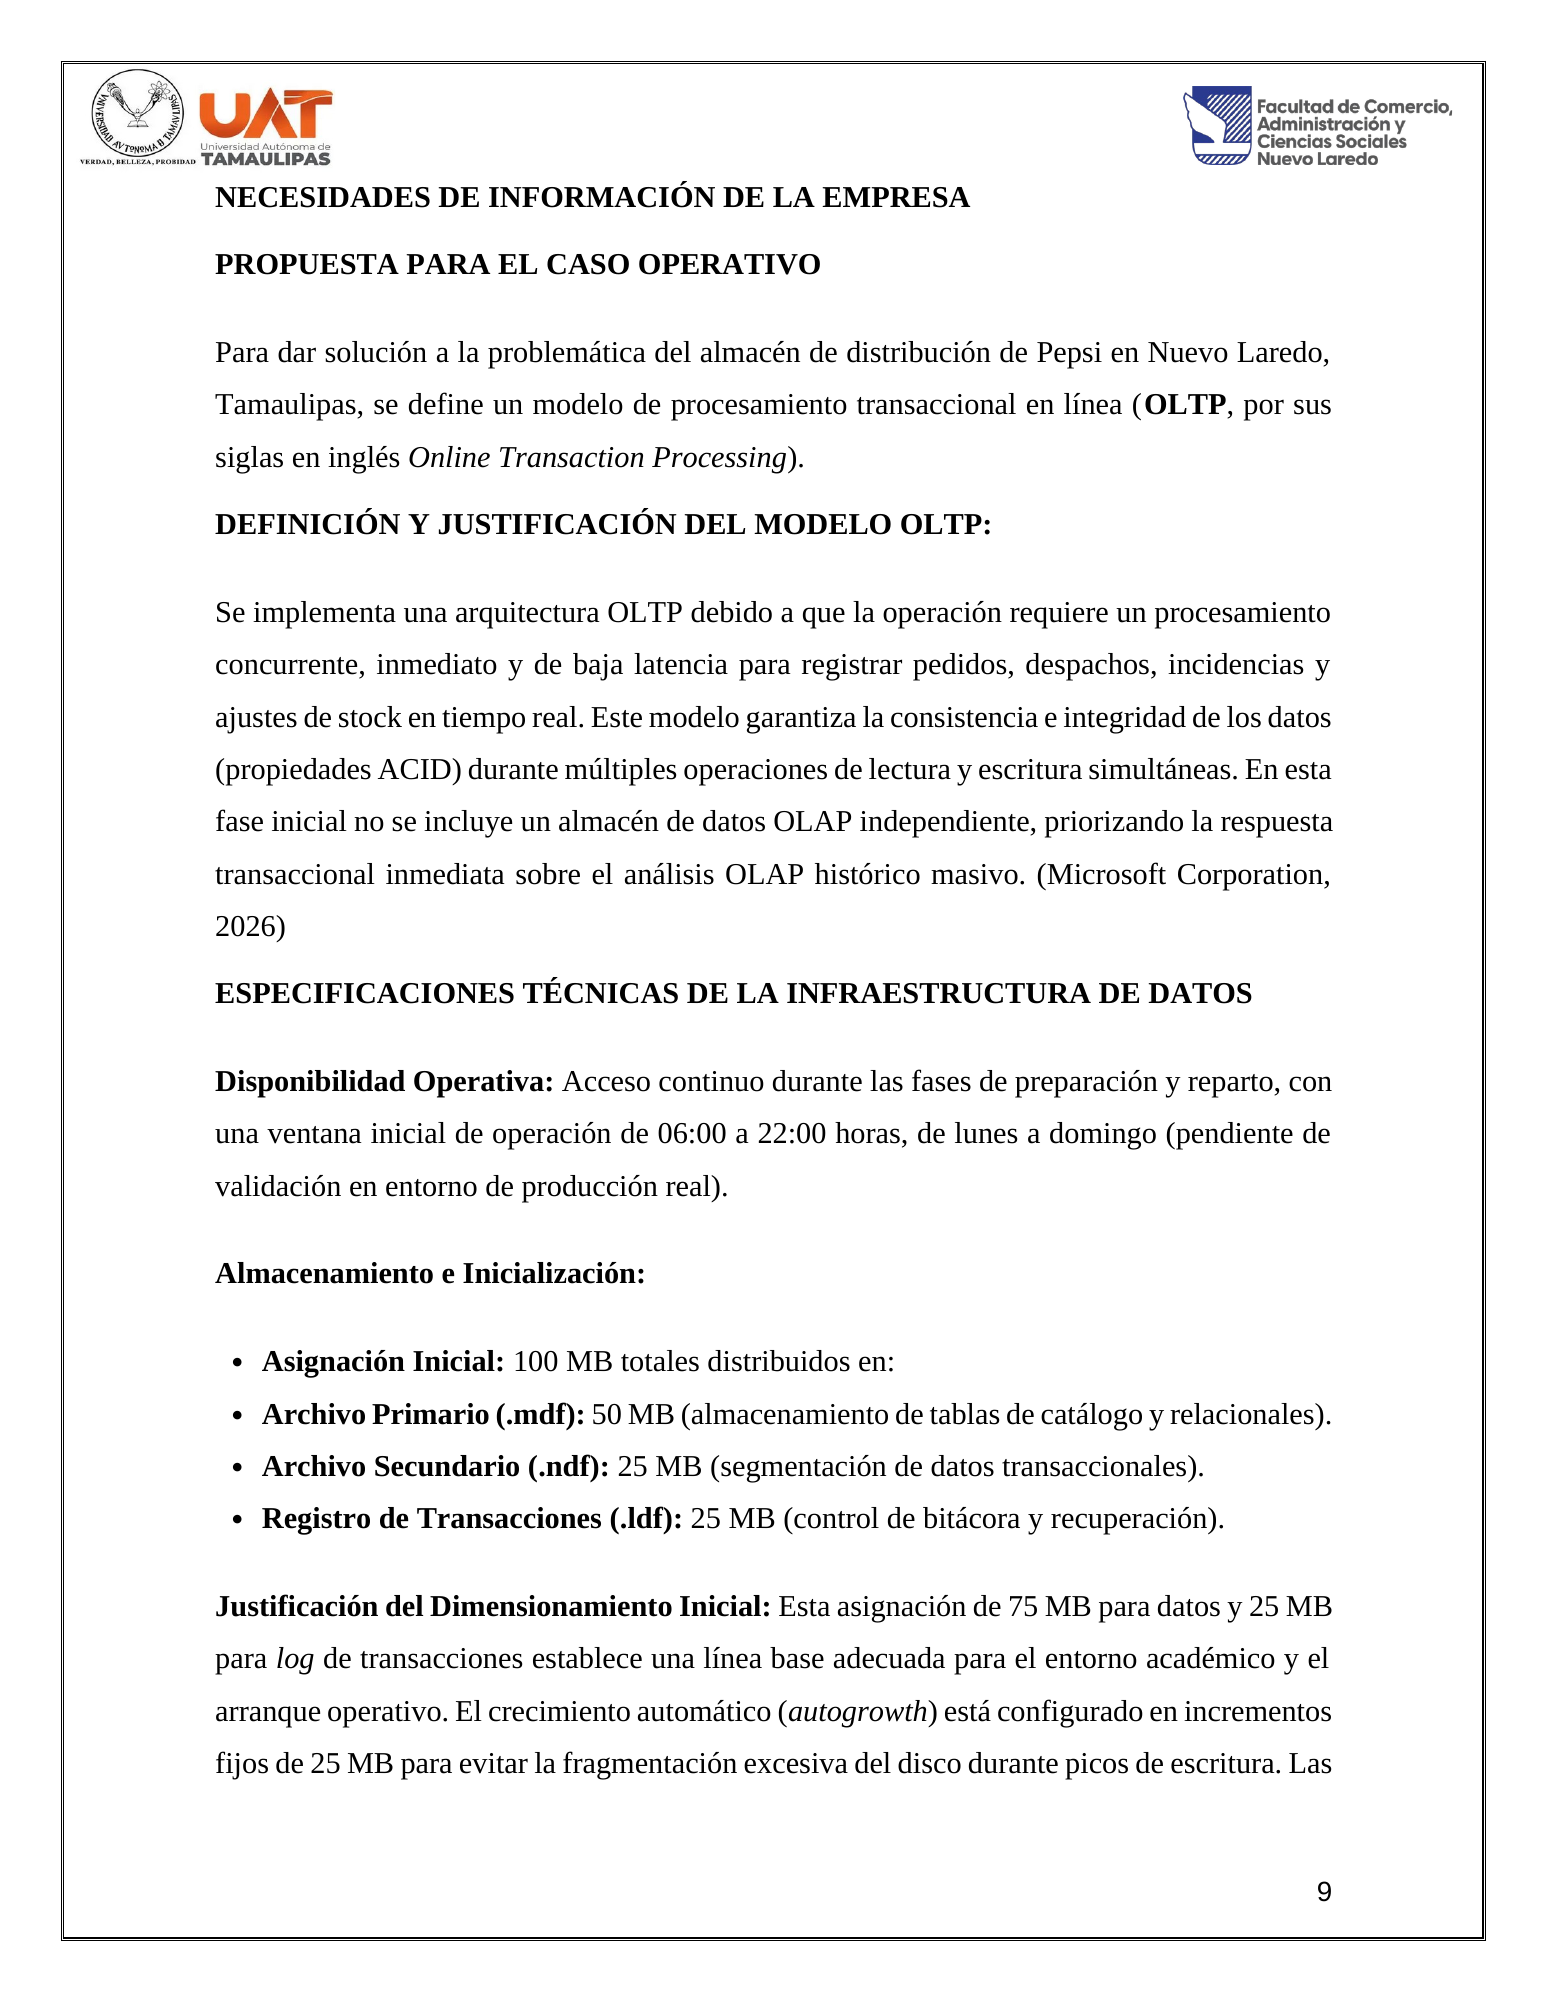 UNIVERSIDAD AUTONOMA DE TAMAULIPAS
VERDAD, BELLEZA, PROBIDAD
UAT
Universidad Autónoma de
TAMAULIPAS
Facultad de Comercio,
Administración y
Ciencias Sociales
Nuevo Laredo
NECESIDADES DE INFORMACIÓN DE LA EMPRESA
PROPUESTA PARA EL CASO OPERATIVO
Para dar solución a la problemática del almacén de distribución de Pepsi en Nuevo Laredo,
Tamaulipas, se define un modelo de procesamiento transaccional en línea (OLTP, por sus
siglas en inglés Online Transaction Processing).
DEFINICIÓN Y JUSTIFICACIÓN DEL MODELO OLTP:
Se implementa una arquitectura OLTP debido a que la operación requiere un procesamiento
concurrente, inmediato y de baja latencia para registrar pedidos, despachos, incidencias y
ajustes de stock en tiempo real. Este modelo garantiza la consistencia e integridad de los datos
(propiedades ACID) durante múltiples operaciones de lectura y escritura simultáneas. En esta
fase inicial no se incluye un almacén de datos OLAP independiente, priorizando la respuesta
transaccional inmediata sobre el análisis OLAP histórico masivo. (Microsoft Corporation,
2026)
ESPECIFICACIONES TÉCNICAS DE LA INFRAESTRUCTURA DE DATOS
Disponibilidad Operativa: Acceso continuo durante las fases de preparación y reparto, con
una ventana inicial de operación de 06:00 a 22:00 horas, de lunes a domingo (pendiente de
validación en entorno de producción real).
Almacenamiento e Inicialización:
• Asignación Inicial: 100 MB totales distribuidos en:
• Archivo Primario (.mdf): 50 MB (almacenamiento de tablas de catálogo y relacionales).
• Archivo Secundario (.ndf): 25 MB (segmentación de datos transaccionales).
• Registro de Transacciones (.ldf): 25 MB (control de bitácora y recuperación).
Justificación del Dimensionamiento Inicial: Esta asignación de 75 MB para datos y 25 MB
para log de transacciones establece una línea base adecuada para el entorno académico y el
arranque operativo. El crecimiento automático (autogrowth) está configurado en incrementos
fijos de 25 MB para evitar la fragmentación excesiva del disco durante picos de escritura. Las
9